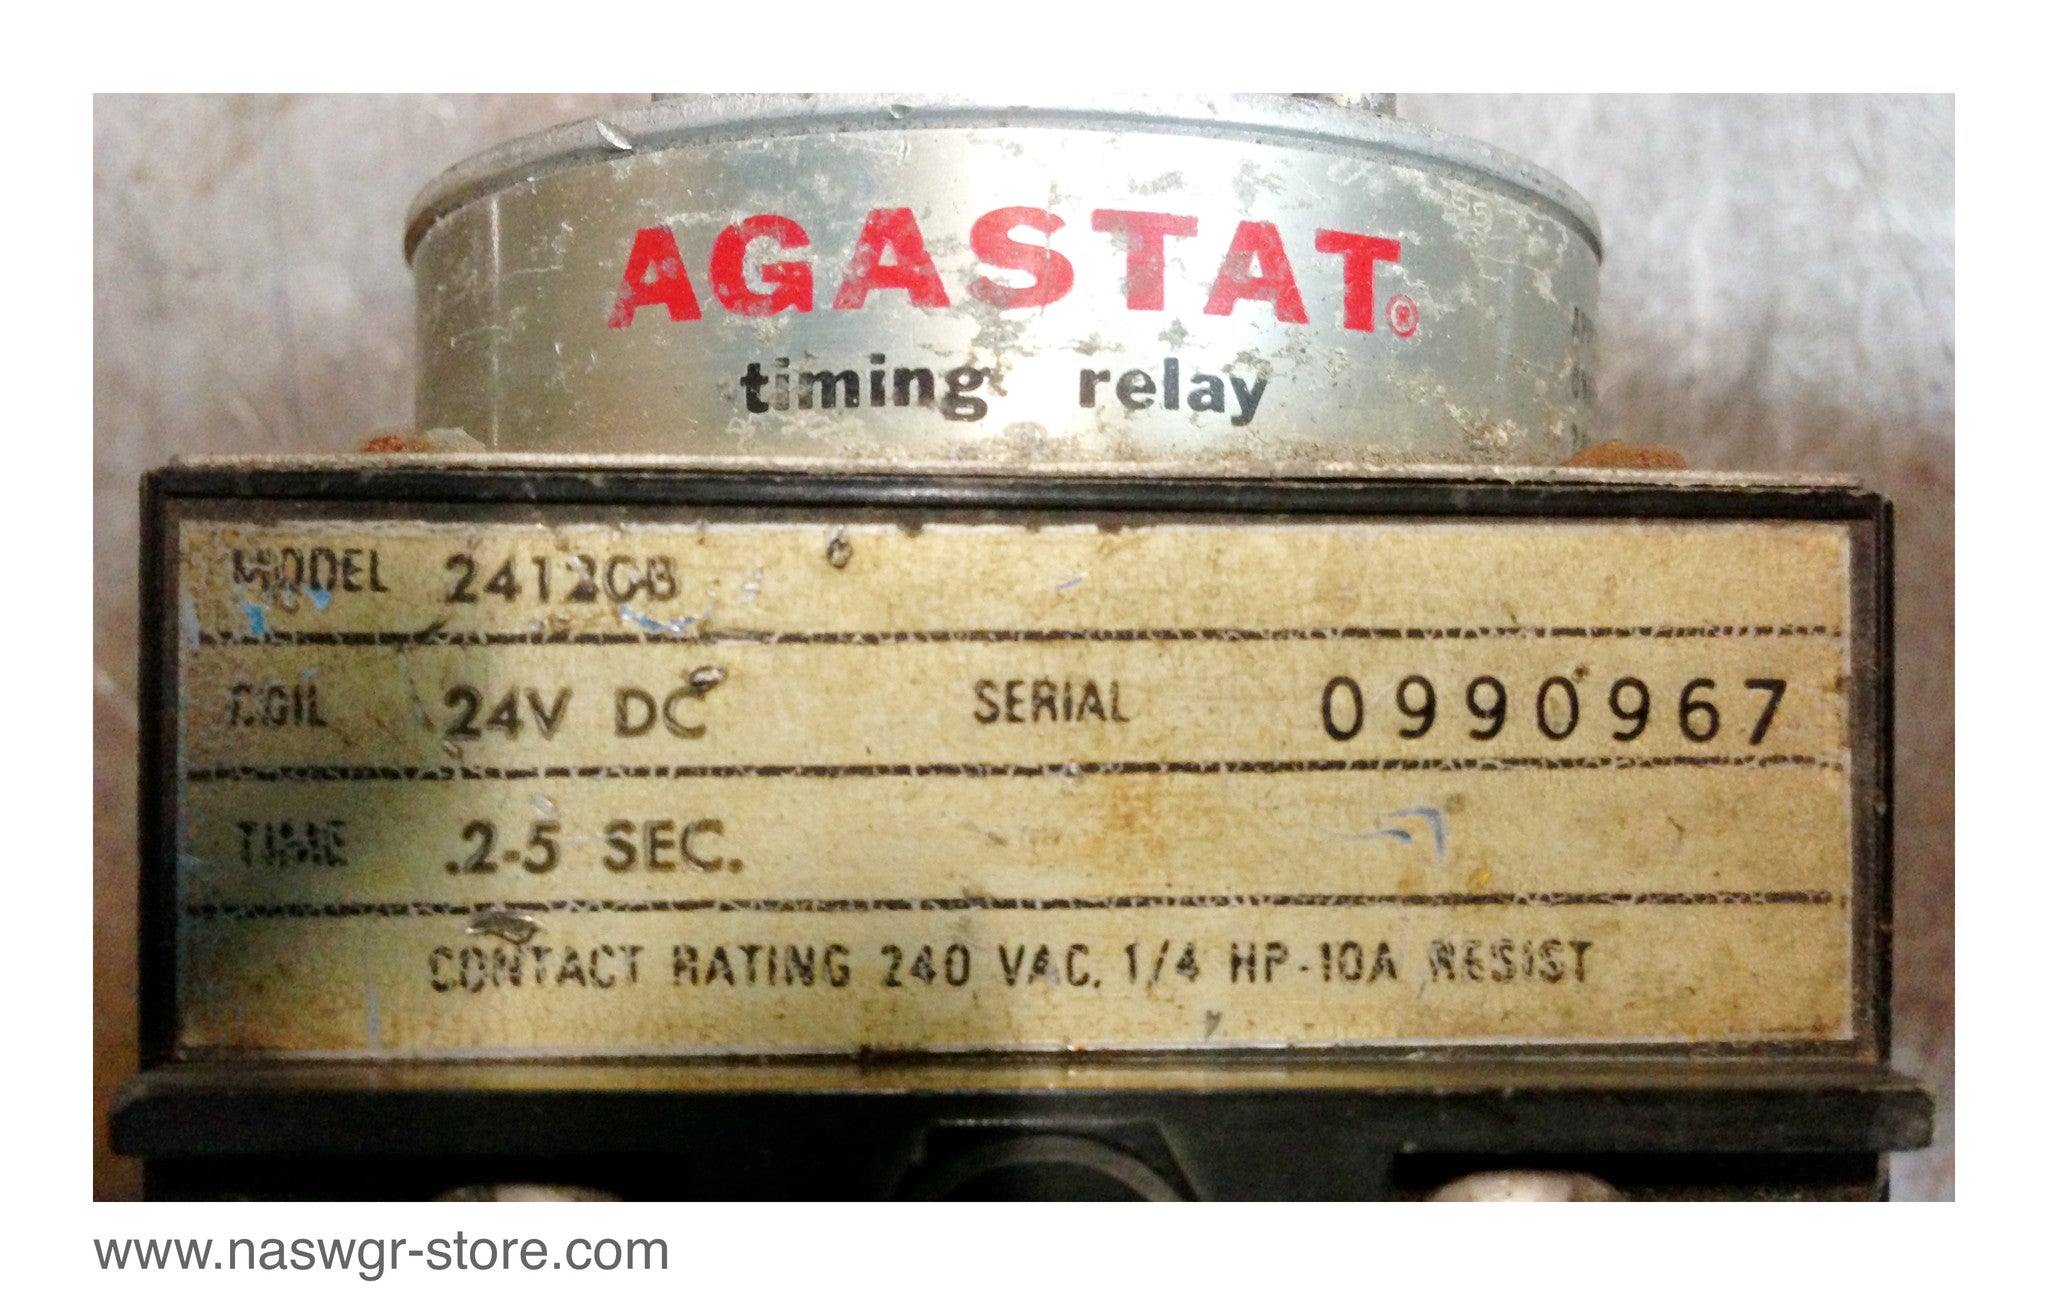 AGASTAT®
timing relay
MODEL 2412CB
COIL 24V DC SERIAL 0990967
TIME .2-5 SEC.
CONTACT RATING 240 VAC, 1/4 HP-10A RESIST
www.naswgr-store.com